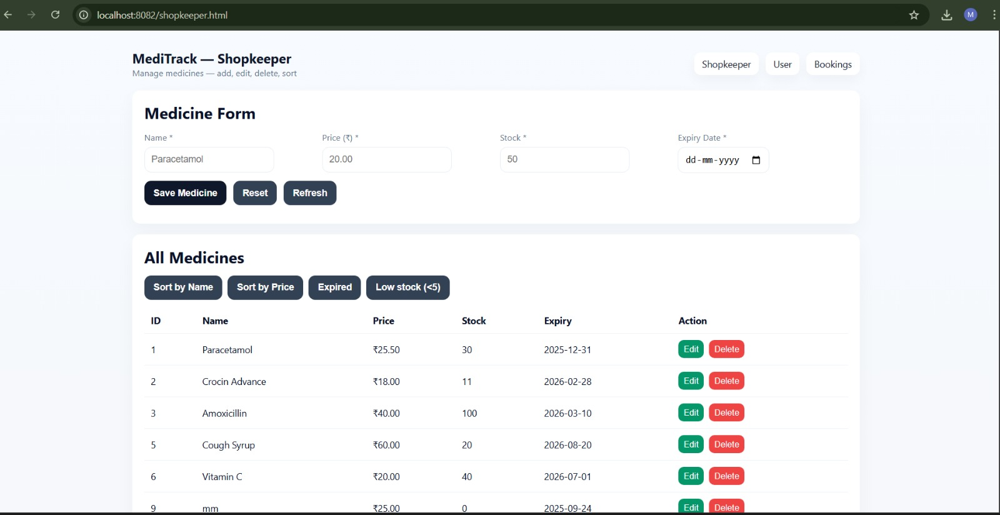 localhost:8082/shopkeeper.html
M
MediTrack — Shopkeeper
Manage medicines — add, edit, delete, sort
Shopkeeper User Bookings
Medicine Form
Name * Price (₹) * Stock * Expiry Date *
Paracetamol 20.00 50 dd-mm-yyyy
Save Medicine Reset Refresh
All Medicines
Sort by Name Sort by Price Expired Low stock (<5)
ID Name Price Stock Expiry Action
1 Paracetamol ₹25.50 30 2025-12-31 Edit Delete
2 Crocin Advance ₹18.00 11 2026-02-28 Edit Delete
3 Amoxicillin ₹40.00 100 2026-03-10 Edit Delete
5 Cough Syrup ₹60.00 20 2026-08-20 Edit Delete
6 Vitamin C ₹20.00 40 2026-07-01 Edit Delete
9 mm ₹25.00 0 2025-09-24 Edit Delete